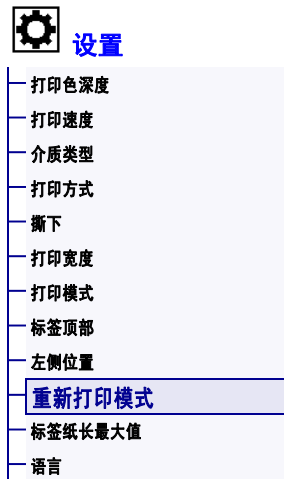 设置
打印色深度
打印速度
介质类型
打印方式
撕下
打印宽度
打印模式
标签顶部
左侧位置
重新打印模式
标签纸长最大值
语言